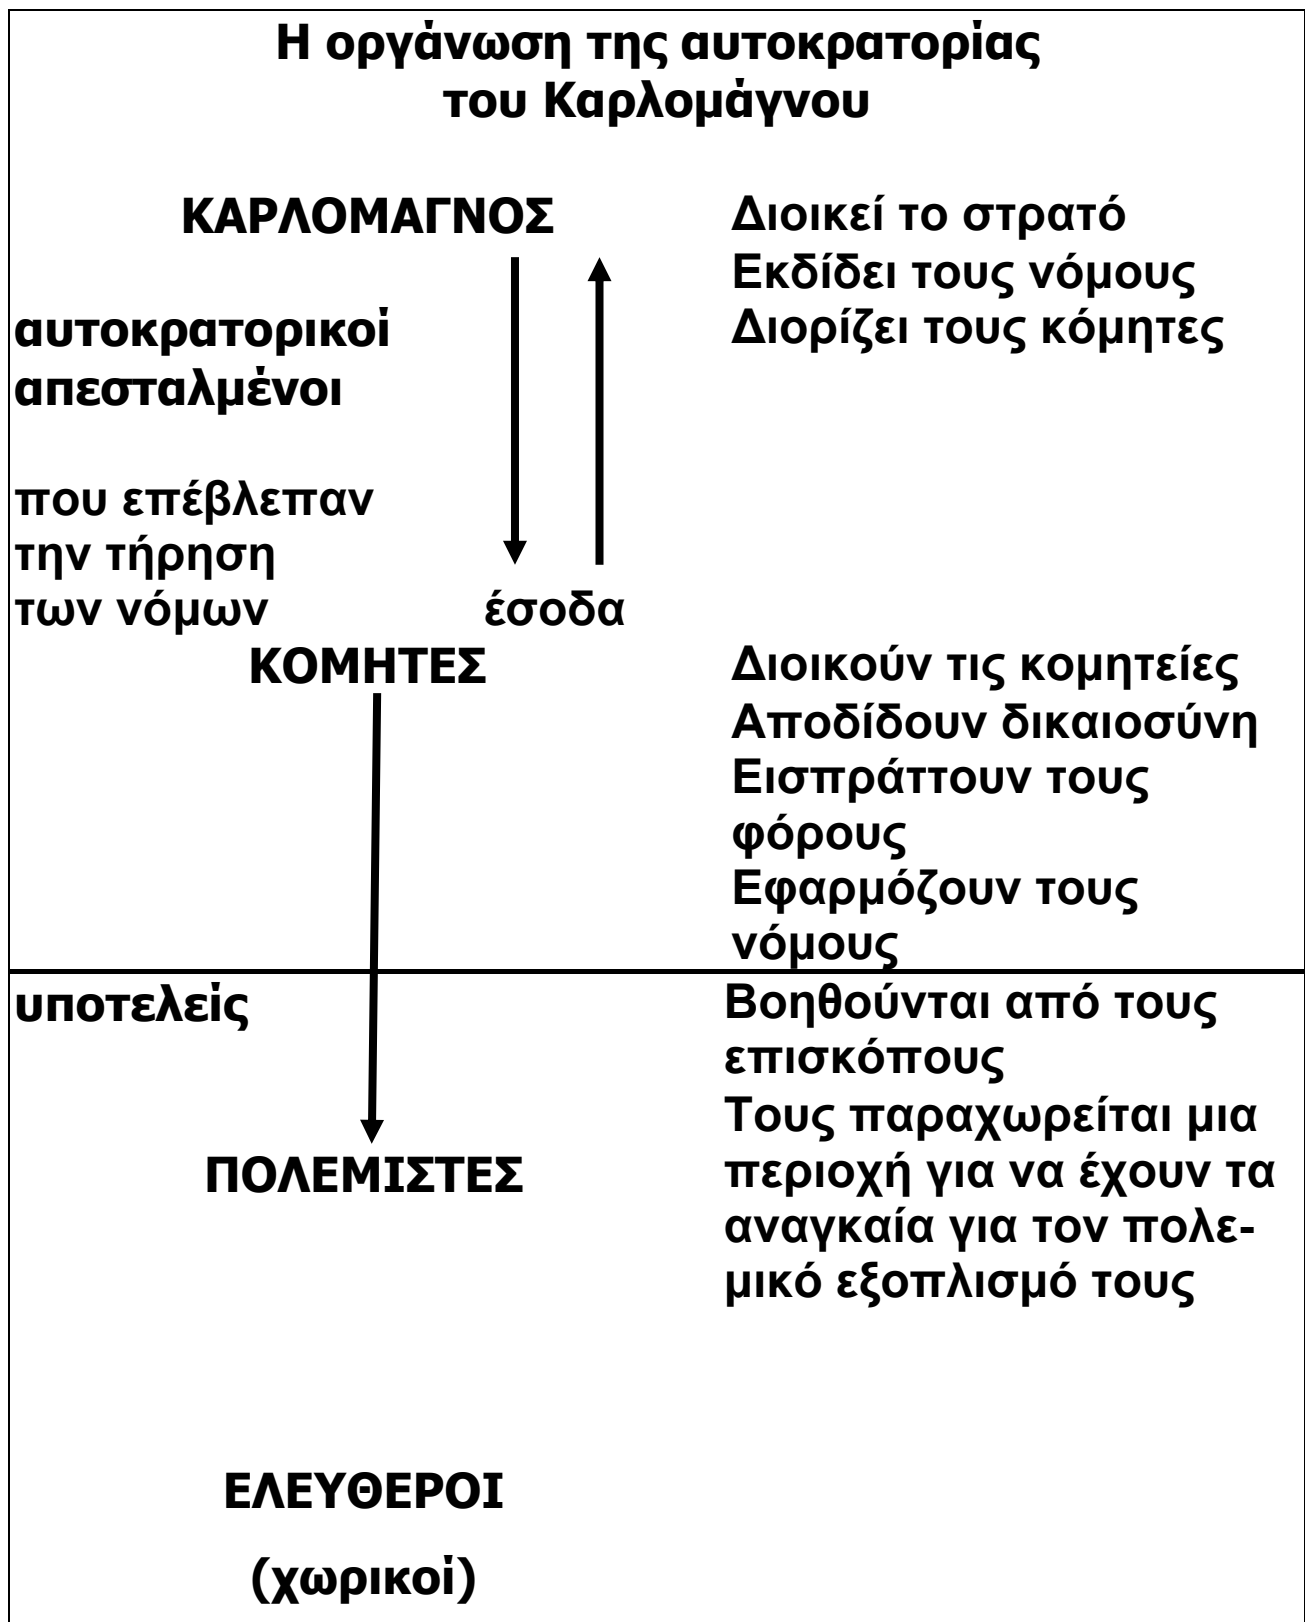 Η οργάνωση της αυτοκρατορίας
του Καρλομάγνου
ΚΑΡΛΟΜΑΓΝΟΣ
Διοικεί το στρατό
Εκδίδει τους νόμους
Διορίζει τους κόμητες
αυτοκρατορικοί
απεσταλμένοι
που επέβλεπαν
την τήρηση
των νόμων
έσοδα
ΚΟΜΗΤΕΣ
Διοικούν τις κομητείες
Αποδίδουν δικαιοσύνη
Εισπράττουν τους
φόρους
Εφαρμόζουν τους
νόμους
υποτελείς
Βοηθούνται από τους
επισκόπους
Τους παραχωρείται μια
περιοχή για να έχουν τα
αναγκαία για τον πολε-
μικό εξοπλισμό τους
ΠΟΛΕΜΙΣΤΕΣ
ΕΛΕΥΘΕΡΟΙ
(χωρικοί)